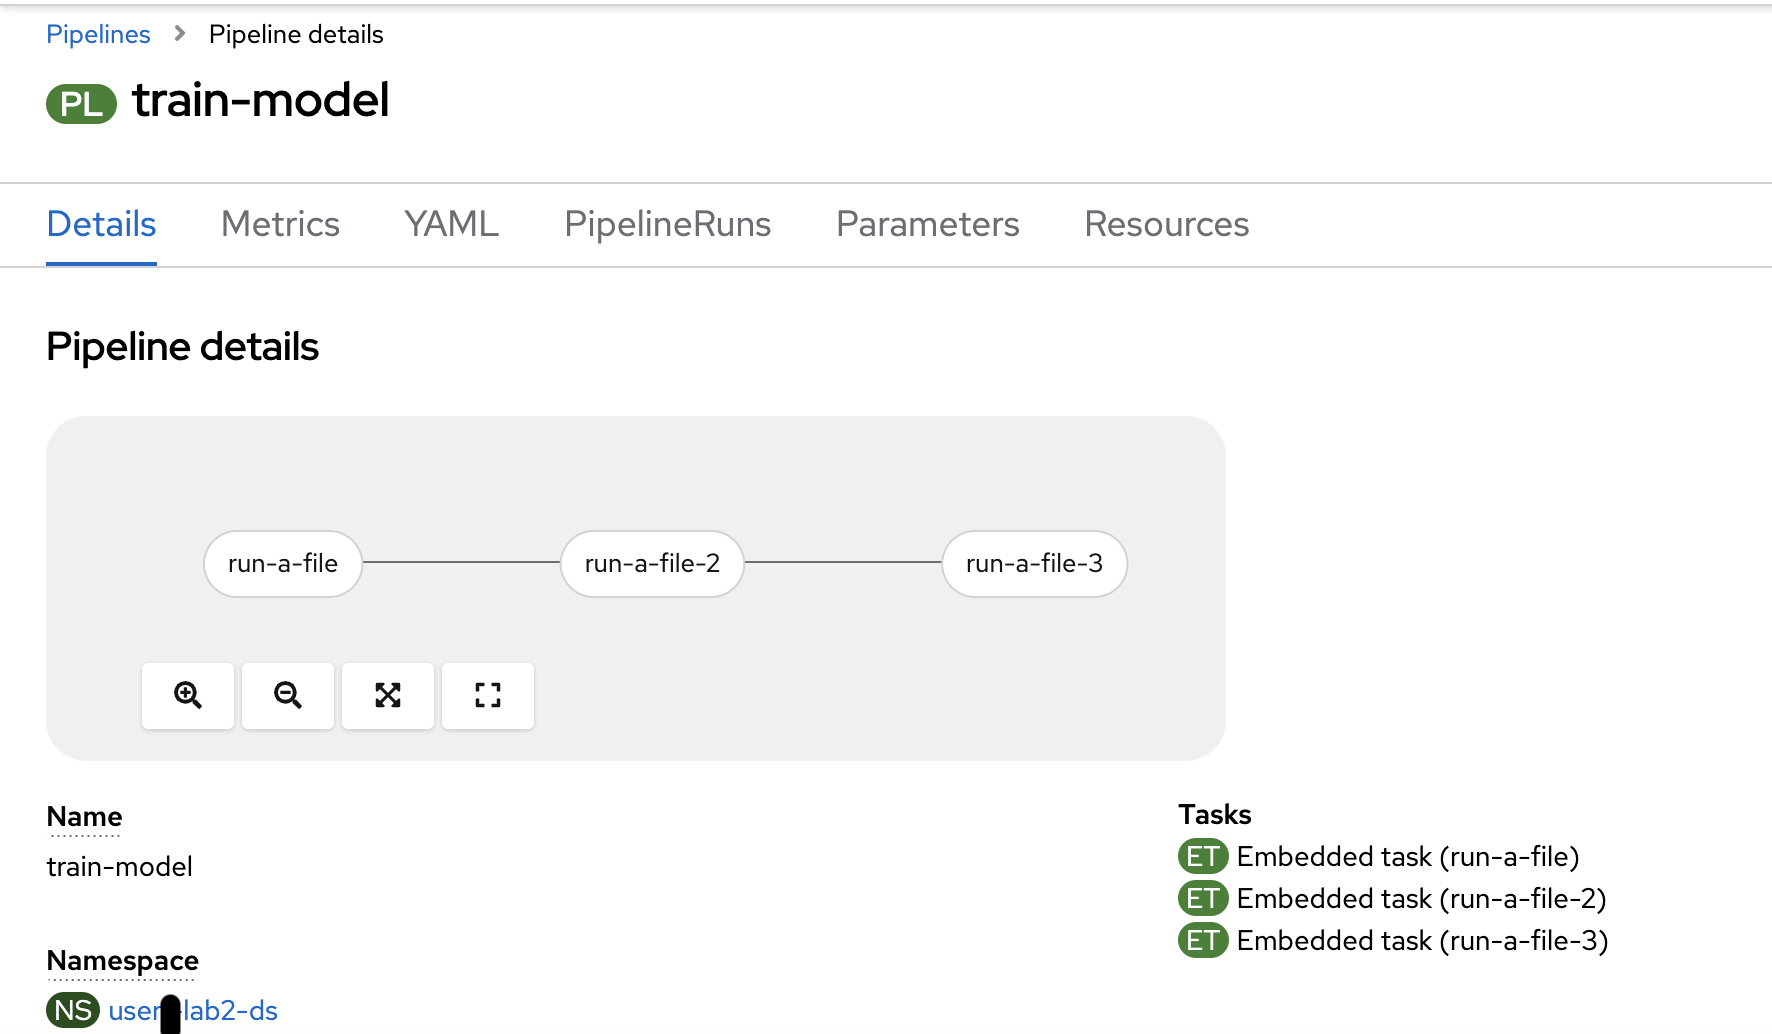 Pipelines > Pipeline details
PL train-model
Details Metrics YAML PipelineRuns Parameters Resources
Pipeline details
run-a-file run-a-file-2 run-a-file-3
Name
train-model
Namespace
NS user lab2-ds
Tasks
ET Embedded task (run-a-file)
ET Embedded task (run-a-file-2)
ET Embedded task (run-a-file-3)